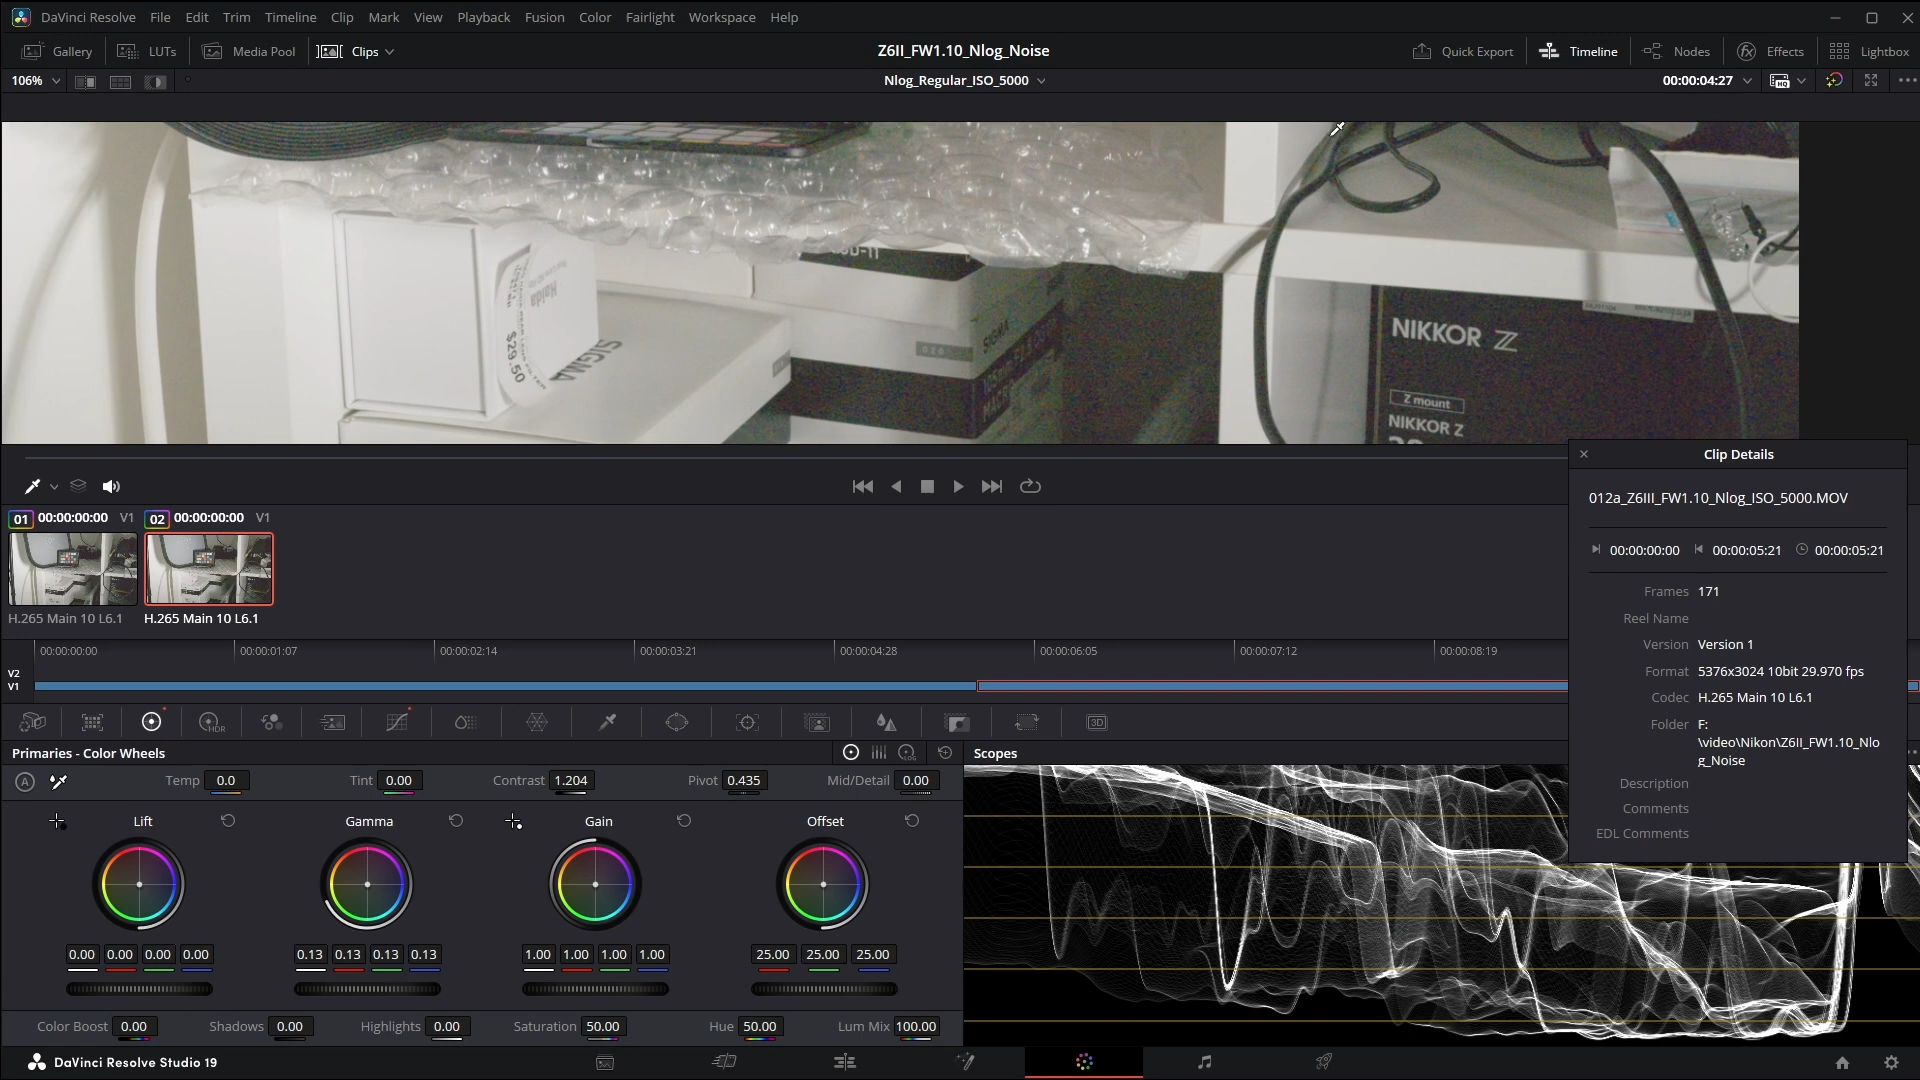 DaVinci Resolve File Edit Trim Timeline Clip Mark View Playback Fusion Color Fairlight Workspace Help
Gallery LUTs Media Pool Clips Z6II_FW1.10_Nlog_Noise Quick Export Timeline Nodes Effects Lightbox
106% Nlog_Regular_ISO_5000 00:00:04:27
Haida
$29.50
SIGMA
020
SIGMA
105mm
MACRO
NIKKOR Z
Z mount
NIKKOR Z
Clip Details
012a_Z6III_FW1.10_Nlog_ISO_5000.MOV
00:00:00:00 00:00:05:21 00:00:05:21
Frames 171
Reel Name
Version Version 1
Format 5376x3024 10bit 29.970 fps
Codec H.265 Main 10 L6.1
Folder F:
\video\Nikon\Z6II_FW1.10_Nlo
g_Noise
Description
Comments
EDL Comments
01 00:00:00:00 V1 02 00:00:00:00 V1
H.265 Main 10 L6.1 H.265 Main 10 L6.1
00:00:00:00 00:00:01:07 00:00:02:14 00:00:03:21 00:00:04:28 00:00:06:05 00:00:07:12 00:00:08:19
V2
V1
HDR 3D
Primaries - Color Wheels LOG Scopes
A Temp 0.0 Tint 0.00 Contrast 1.204 Pivot 0.435 Mid/Detail 0.00
Lift Gamma Gain Offset
0.00 0.00 0.00 0.00 0.13 0.13 0.13 0.13 1.00 1.00 1.00 1.00 25.00 25.00 25.00
Color Boost 0.00 Shadows 0.00 Highlights 0.00 Saturation 50.00 Hue 50.00 Lum Mix 100.00
DaVinci Resolve Studio 19